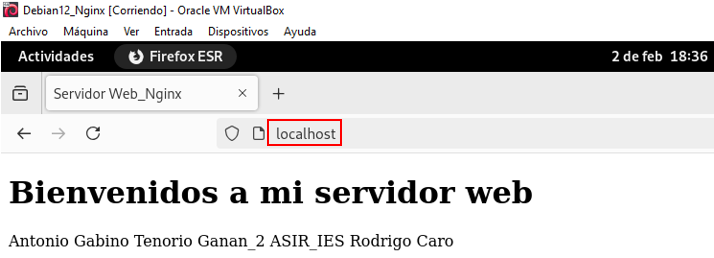 Debian12_Nginx [Corriendo] - Oracle VM VirtualBox
Archivo Máquina Ver Entrada Dispositivos Ayuda
Actividades Firefox ESR 2 de feb 18:36
Servidor Web_Nginx
localhost
Bienvenidos a mi servidor web
Antonio Gabino Tenorio Ganan_2 ASIR_IES Rodrigo Caro